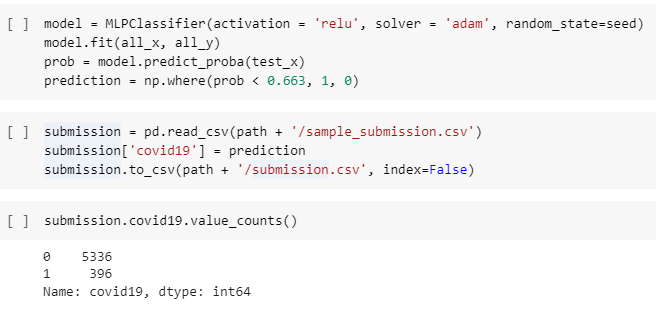 [ ] model = MLPClassifier(activation = 'relu', solver = 'adam', random_state=seed)
model.fit(all_x, all_y)
prob = model.predict_proba(test_x)
prediction = np.where(prob < 0.663, 1, 0)
[ ] submission = pd.read_csv(path + '/sample_submission.csv')
submission['covid19'] = prediction
submission.to_csv(path + '/submission.csv', index=False)
[ ] submission.covid19.value_counts()
0    5336
1     396
Name: covid19, dtype: int64